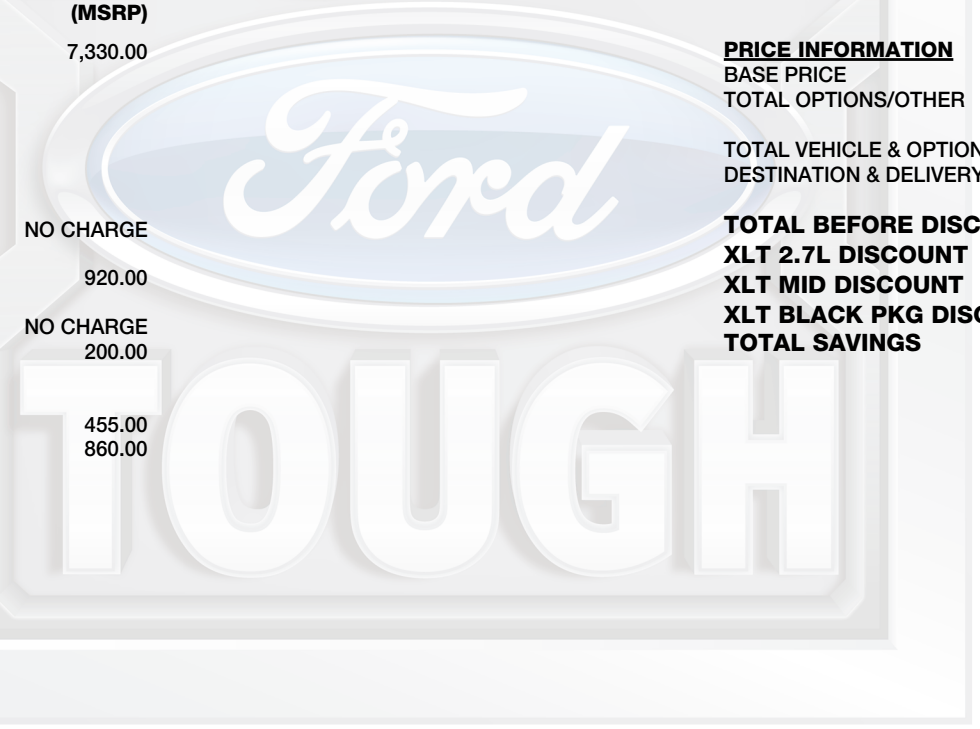 (MSRP)
7,330.00
NO CHARGE
920.00
NO CHARGE
200.00
455.00
860.00
PRICE INFORMATION
BASE PRICE
TOTAL OPTIONS/OTHER
TOTAL VEHICLE & OPTION
DESTINATION & DELIVERY
TOTAL BEFORE DISC
XLT 2.7L DISCOUNT
XLT MID DISCOUNT
XLT BLACK PKG DISC
TOTAL SAVINGS
Ford
TOUGH